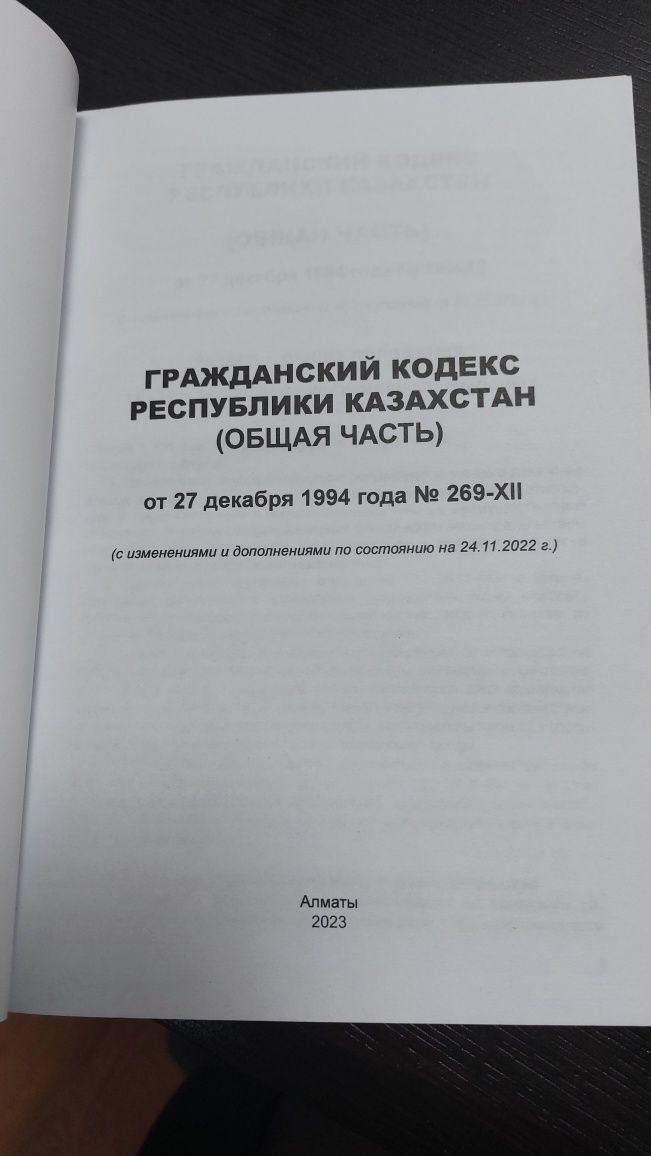 ГРАЖДАНСКИЙ КОДЕКС
РЕСПУБЛИКИ КАЗАХСТАН
(ОБЩАЯ ЧАСТЬ)
от 27 декабря 1994 года № 269-XII
(с изменениями и дополнениями по состоянию на 24.11.2022 г.)
Алматы
2023